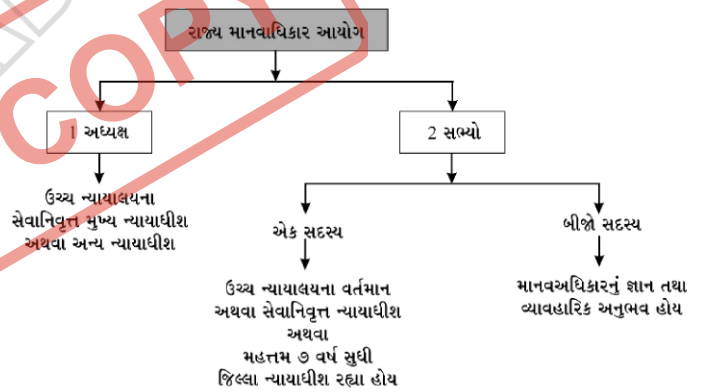 રાજ્ય માનવાધિકાર આયોગ
1 અધ્યક્ષ
2 સભ્યો
ઉચ્ચ ન્યાયાલયના
સેવાનિવૃત્ત મુખ્ય ન્યાયાધીશ
અથવા અન્ય ન્યાયાધીશ
એક સદસ્ય
બીજો સદસ્ય
ઉચ્ચ ન્યાયાલયના વર્તમાન
અથવા સેવાનિવૃત્ત ન્યાયાધીશ
અથવા
મહત્તમ ૭ વર્ષ સુધી
જિલ્લા ન્યાયાધીશ રહ્યા હોય
માનવઅધિકારનું જ્ઞાન તથા
વ્યાવહારિક અનુભવ હોય
COPY